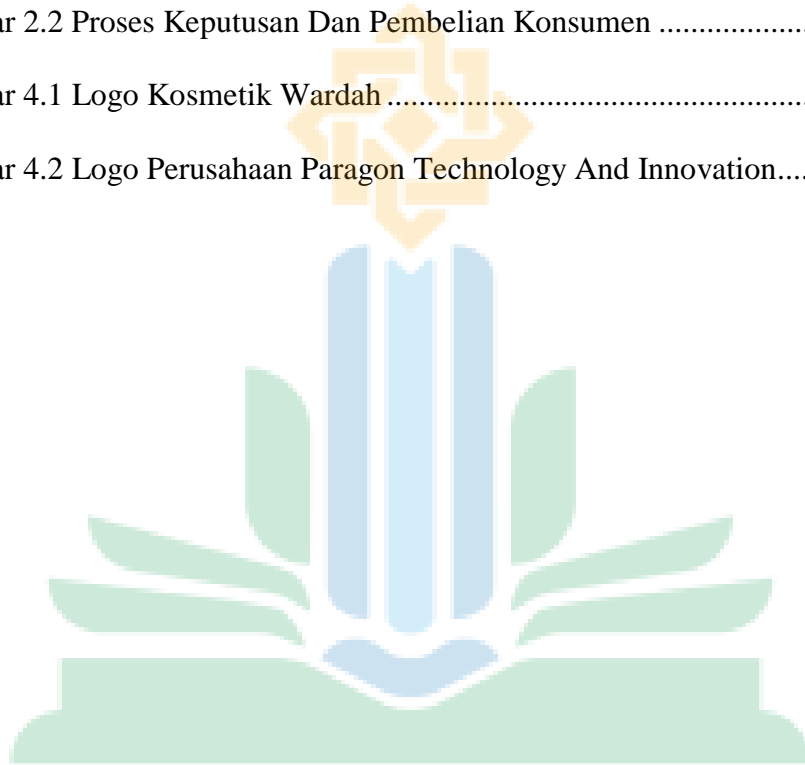 ar 2.2 Proses Keputusan Dan Pembelian Konsumen ..................
ar 4.1 Logo Kosmetik Wardah.....................................................
ar 4.2 Logo Perusahaan Paragon Technology And Innovation....